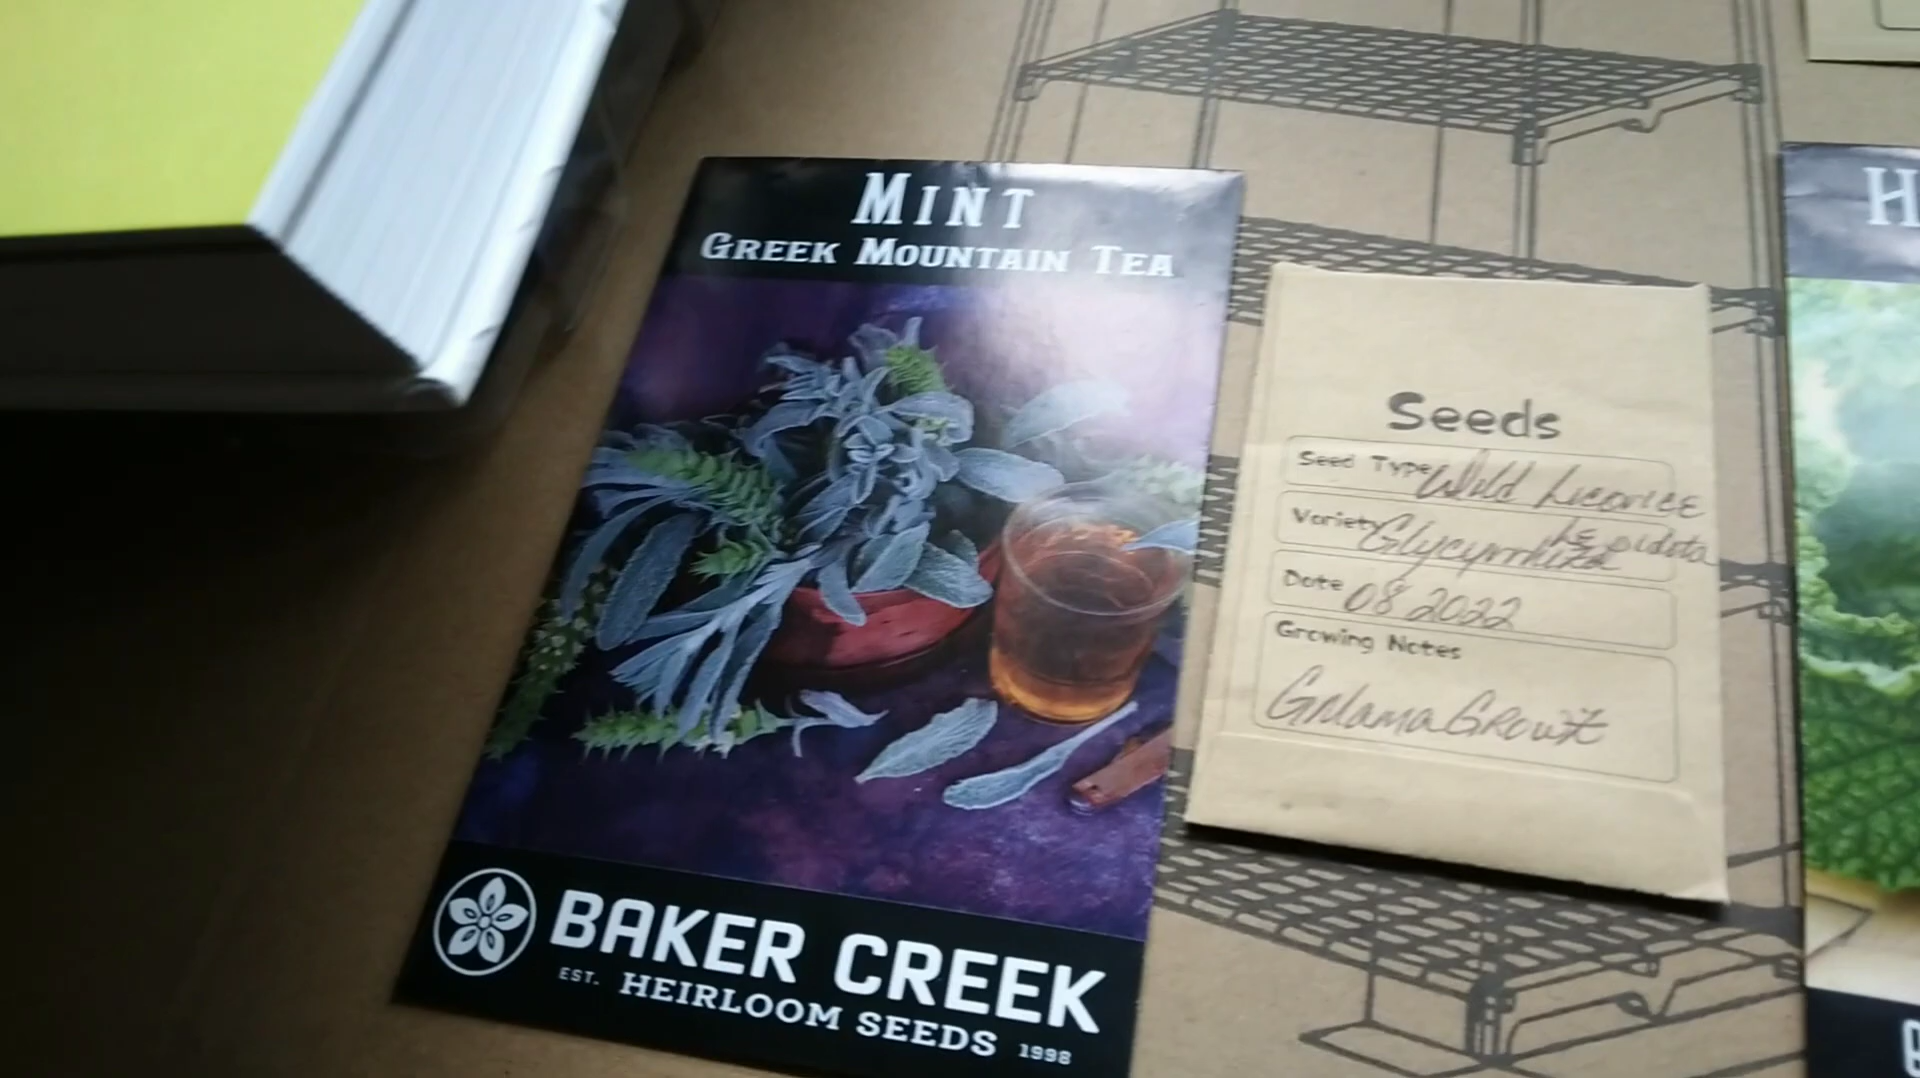 MINT
GREEK MOUNTAIN TEA
BAKER CREEK
EST. HEIRLOOM SEEDS 1998
Seeds
Seed Type Wild Licorice
Variety Glycyrrhiza Lepidota
Date 08 2022
Growing Notes
H